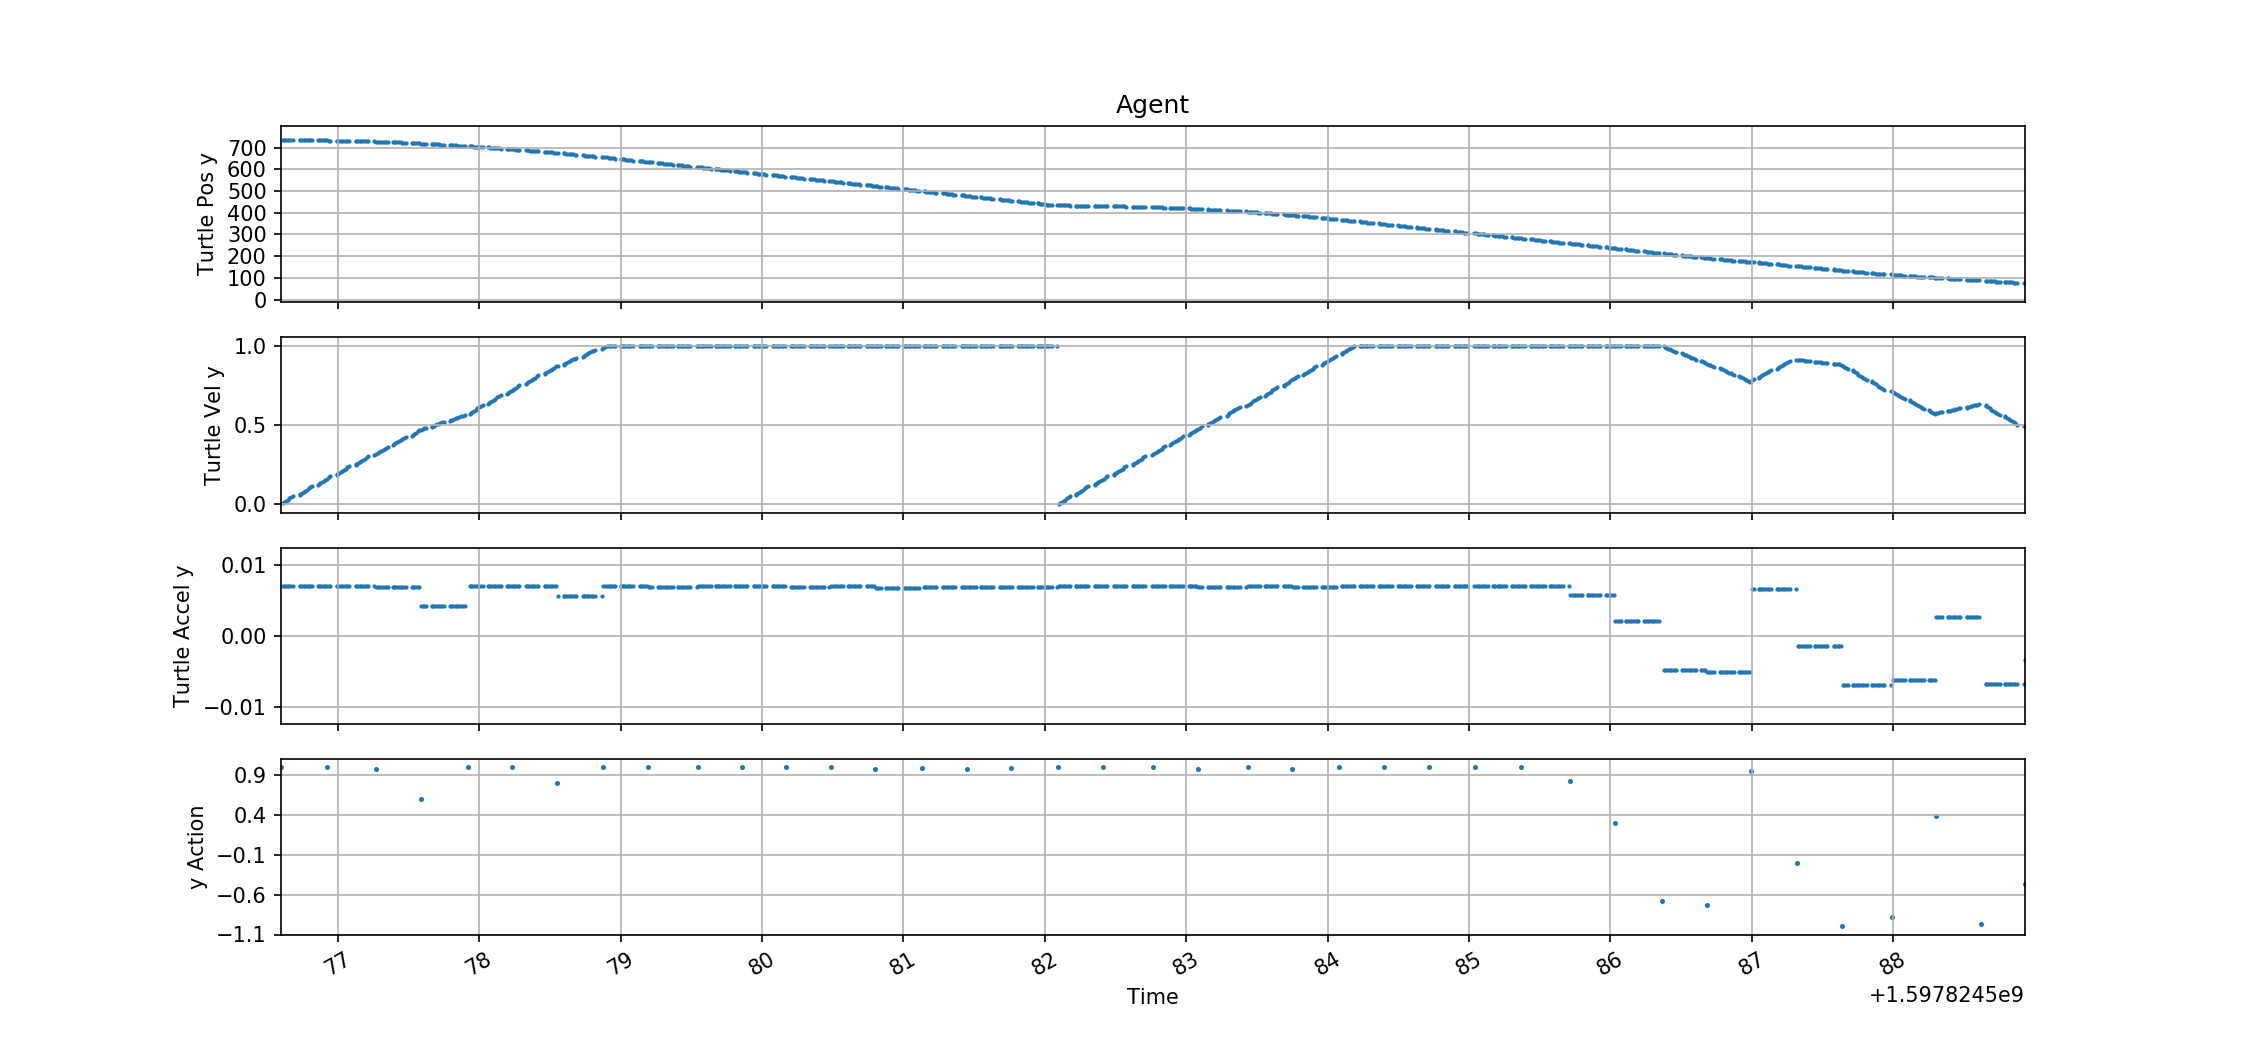 Agent
Turtle Pos y
700
600
500
400
300
200
100
0
Turtle Vel y
1.0
0.5
0.0
Turtle Accel y
0.01
0.00
−0.01
y Action
0.9
0.4
−0.1
−0.6
−1.1
77 78 79 80 81 82 83 84 85 86 87 88
Time
+1.5978245e9